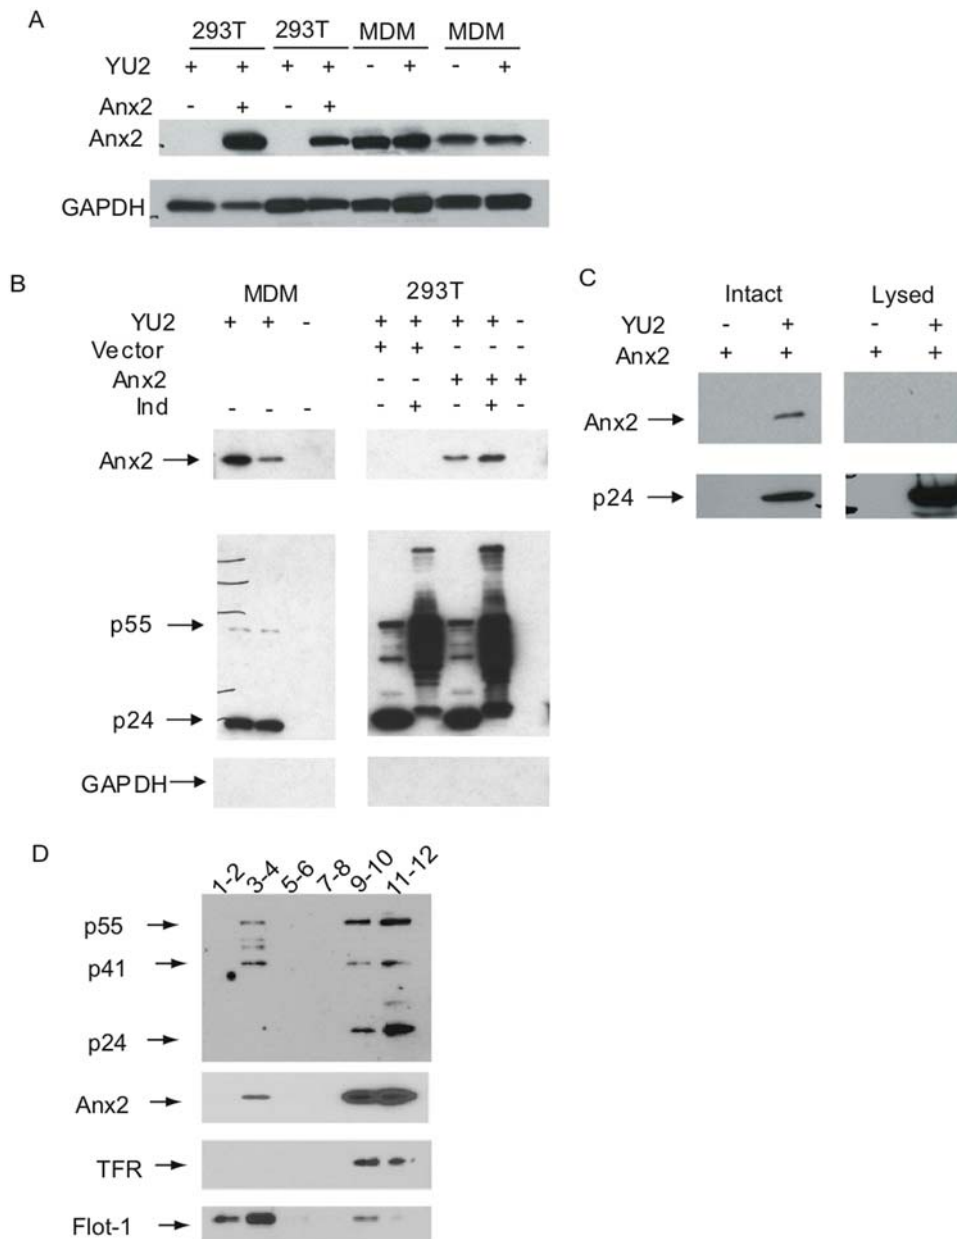 A
293T 293T MDM MDM
YU2 + + + + - + - +
Anx2 - + - +
Anx2
GAPDH
B
MDM 293T
YU2 + + - + + + + -
Vector + + - - -
Anx2 - - + + +
Ind - - - - + - + -
Anx2
p55
p24
GAPDH
C
Intact Lysed
YU2 - + - +
Anx2 + + + +
Anx2
p24
D
1-2 3-4 5-6 7-8 9-10 11-12
p55
p41
p24
Anx2
TFR
Flot-1